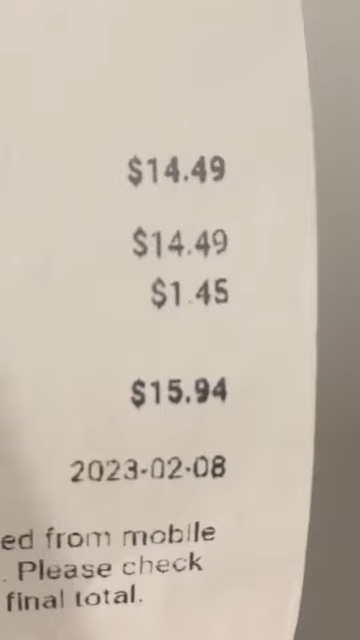 $14.49
$14.49
$1.45
$15.94
2023-02-08
ed from mobile
. Please check
final total.